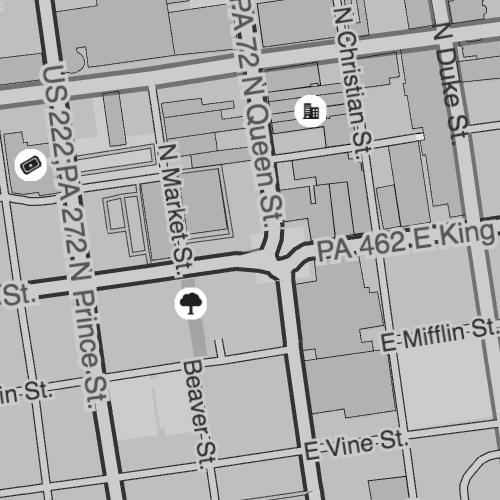 US 222;PA 272 N Prince St.
PA 72 N Queen St.
N Christian St.
N Duke St.
N Market St.
PA 462 E King
St.
E Mifflin St.
in St.
Beaver St.
E Vine St.